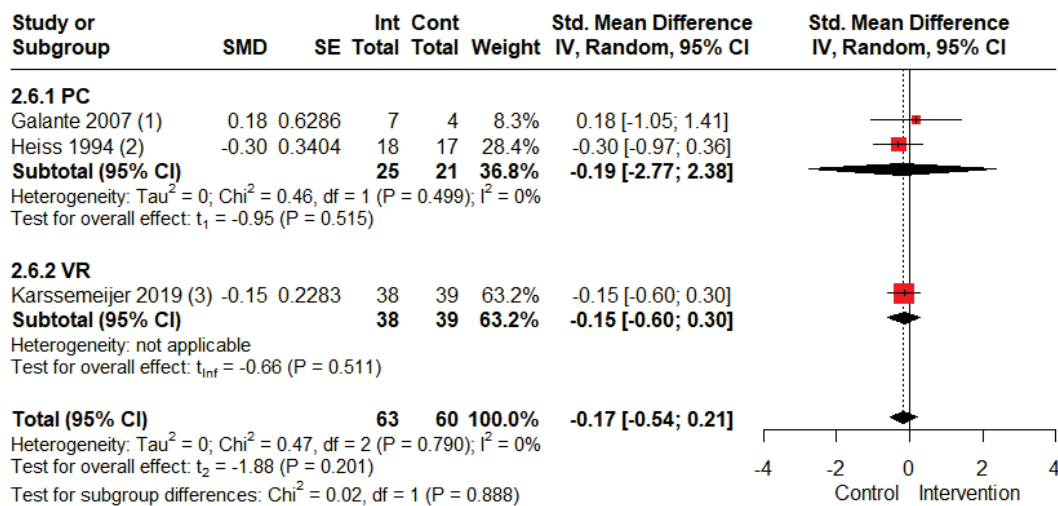 Study or Int Cont Std. Mean Difference Std. Mean Difference
Subgroup SMD SE Total Total Weight IV, Random, 95% CI IV, Random, 95% CI
2.6.1 PC
Galante 2007 (1) 0.18 0.6286 7 4 8.3% 0.18 [-1.05; 1.41]
Heiss 1994 (2) -0.30 0.3404 18 17 28.4% -0.30 [-0.97; 0.36]
Subtotal (95% CI) 25 21 36.8% -0.19 [-2.77; 2.38]
Heterogeneity: Tau² = 0; Chi² = 0.46, df = 1 (P = 0.499); I² = 0%
Test for overall effect: t₁ = -0.95 (P = 0.515)
2.6.2 VR
Karssemeijer 2019 (3) -0.15 0.2283 38 39 63.2% -0.15 [-0.60; 0.30]
Subtotal (95% CI) 38 39 63.2% -0.15 [-0.60; 0.30]
Heterogeneity: not applicable
Test for overall effect: tInf = -0.66 (P = 0.511)
Total (95% CI) 63 60 100.0% -0.17 [-0.54; 0.21]
Heterogeneity: Tau² = 0; Chi² = 0.47, df = 2 (P = 0.790); I² = 0%
Test for overall effect: t₂ = -1.88 (P = 0.201)
Test for subgroup differences: Chi² = 0.02, df = 1 (P = 0.888)
-4 -2 0 2 4
Control Intervention